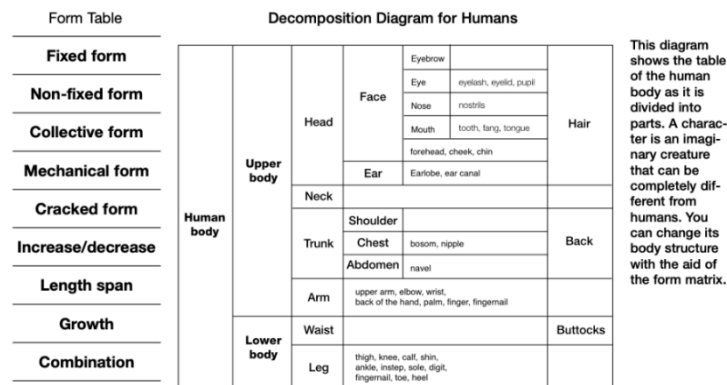 Form Table
Fixed form
Non-fixed form
Collective form
Mechanical form
Cracked form
Increase/decrease
Length span
Growth
Combination
Decomposition Diagram for Humans
Human
body
Upper
body
Head
Face
Eyebrow
Eye
eyelash, eyelid, pupil
Nose
nostrils
Mouth
tooth, fang, tongue
forehead, cheek, chin
Hair
Ear
Earlobe, ear canal
Neck
Trunk
Shoulder
Chest
bosom, nipple
Abdomen
navel
Back
Arm
upper arm, elbow, wrist,
back of the hand, palm, finger, fingernail
Lower
body
Waist
Buttocks
Leg
thigh, knee, calf, shin,
ankle, instep, sole, digit,
fingernail, toe, heel
This diagram
shows the table
of the human
body as it is
divided into
parts. A charac-
ter is an imagi-
nary creature
that can be
completely dif-
ferent from
humans. You
can change its
body structure
with the aid of
the form matrix.